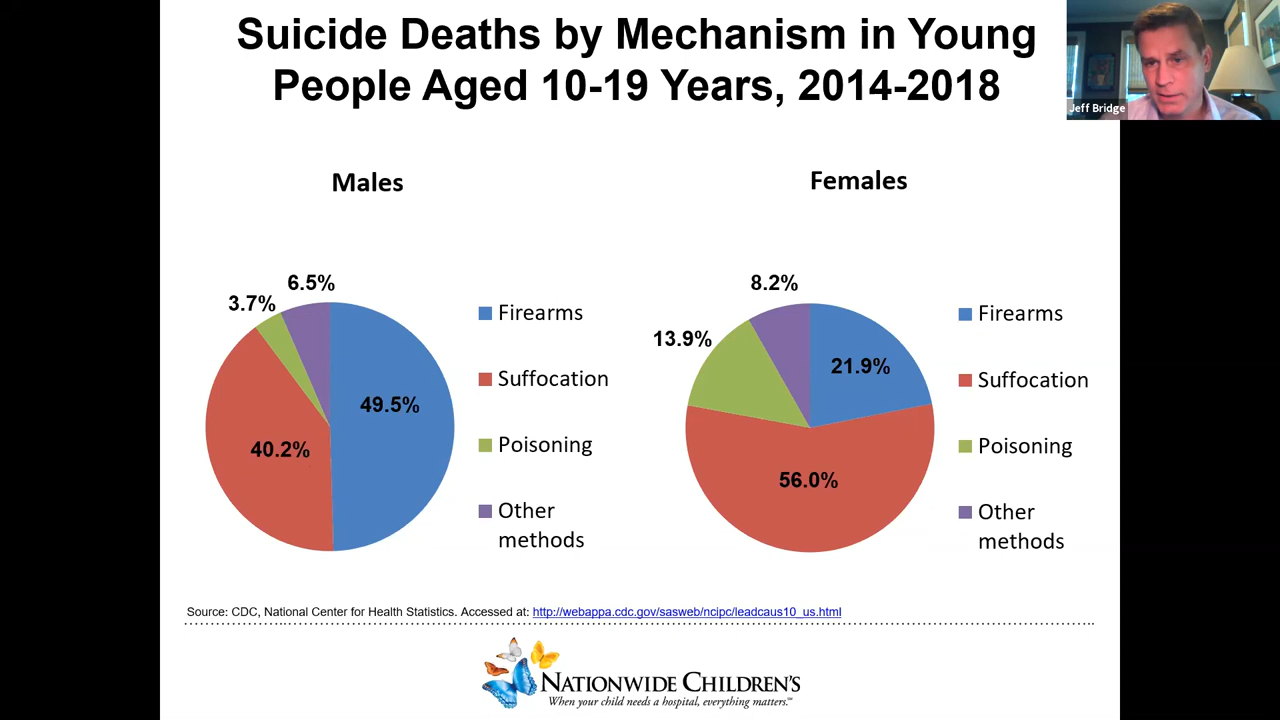 Suicide Deaths by Mechanism in Young
People Aged 10-19 Years, 2014-2018
Jeff Bridge
Males
6.5%
3.7%
49.5%
40.2%
Firearms
Suffocation
Poisoning
Other
methods
Females
8.2%
13.9%
21.9%
56.0%
Firearms
Suffocation
Poisoning
Other
methods
Source: CDC, National Center for Health Statistics. Accessed at: http://webappa.cdc.gov/sasweb/ncipc/leadcaus10_us.html
NATIONWIDE CHILDREN'S
When your child needs a hospital, everything matters.℠